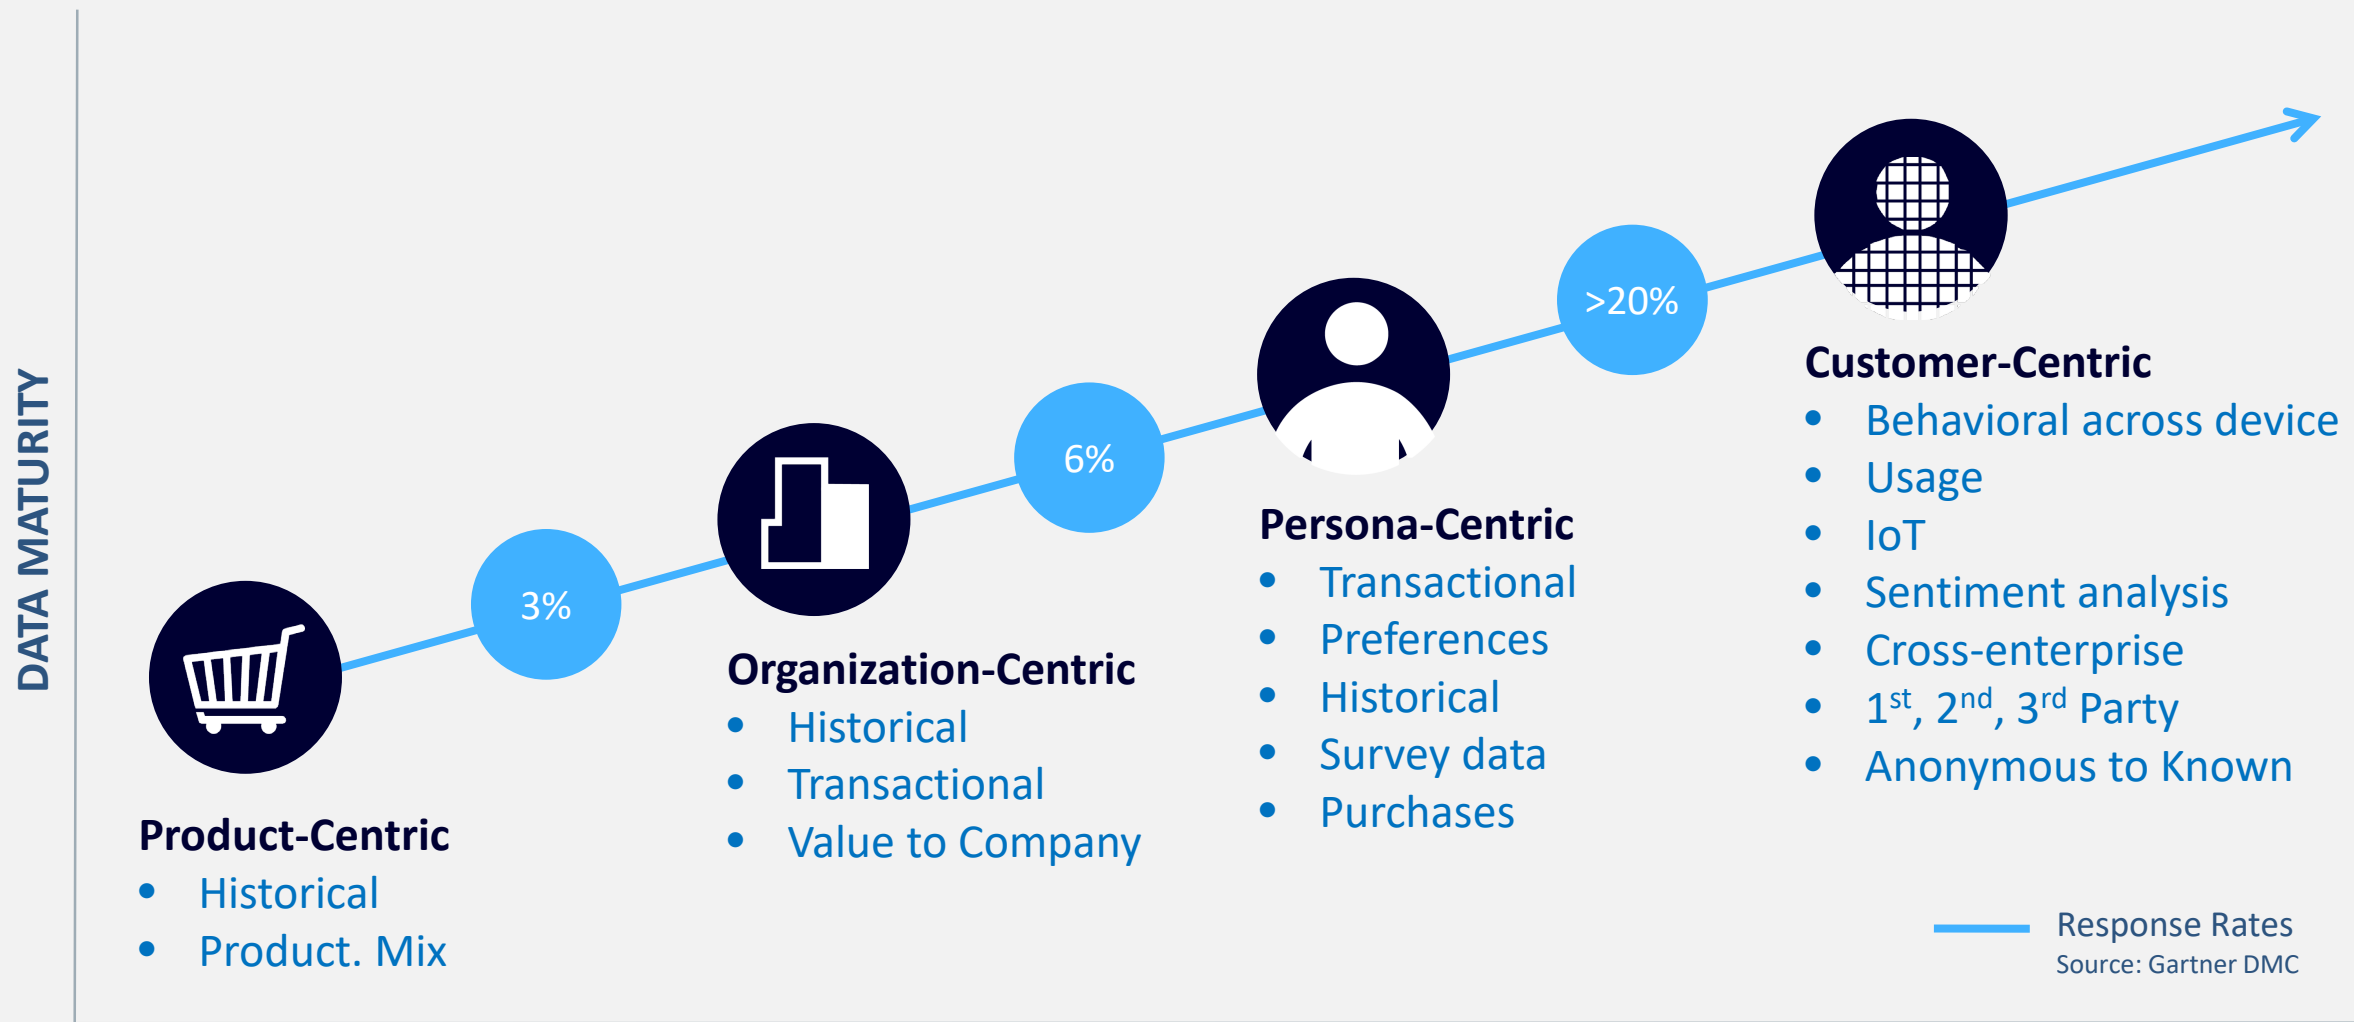 DATA MATURITY
3%
6%
>20%
Product-Centric
• Historical
• Product. Mix
Organization-Centric
• Historical
• Transactional
• Value to Company
Persona-Centric
• Transactional
• Preferences
• Historical
• Survey data
• Purchases
Customer-Centric
• Behavioral across device
• Usage
• IoT
• Sentiment analysis
• Cross-enterprise
• 1st, 2nd, 3rd Party
• Anonymous to Known
Response Rates
Source: Gartner DMC